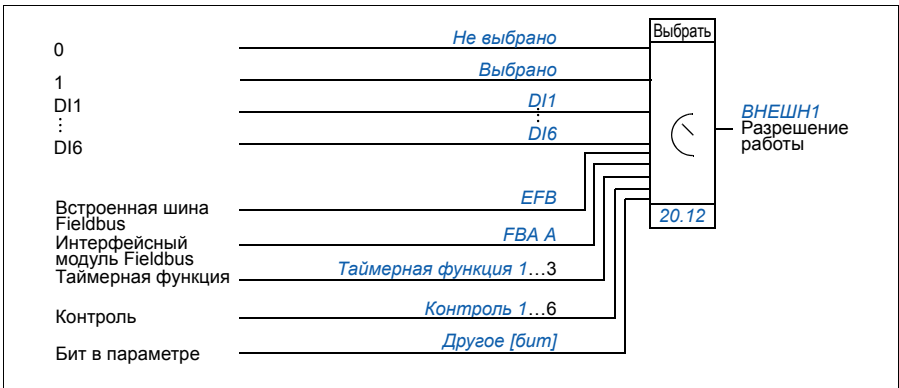 Выбрать
0 Не выбрано
1 Выбрано
DI1 DI1
⋮ ⋮
DI6 DI6
ВНЕШН1
Разрешение
работы
Встроенная шина
Fieldbus EFB
20.12
Интерфейсный
модуль Fieldbus FBA A
Таймерная функция Таймерная функция 1…3
Контроль Контроль 1…6
Бит в параметре Другое [бит]